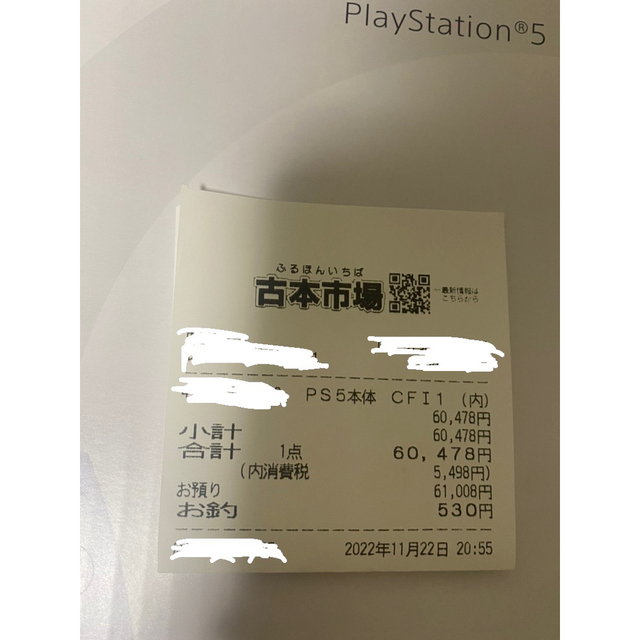 PlayStation®5
ふるほんいちば
古本市場
最新情報は
こちらから
PS5本体 CFI1 (内)
60,478円
小計 60,478円
合計 1点 60,478円
(内消費税 5,498円)
お預り 61,008円
お釣 530円
2022年11月22日 20:55